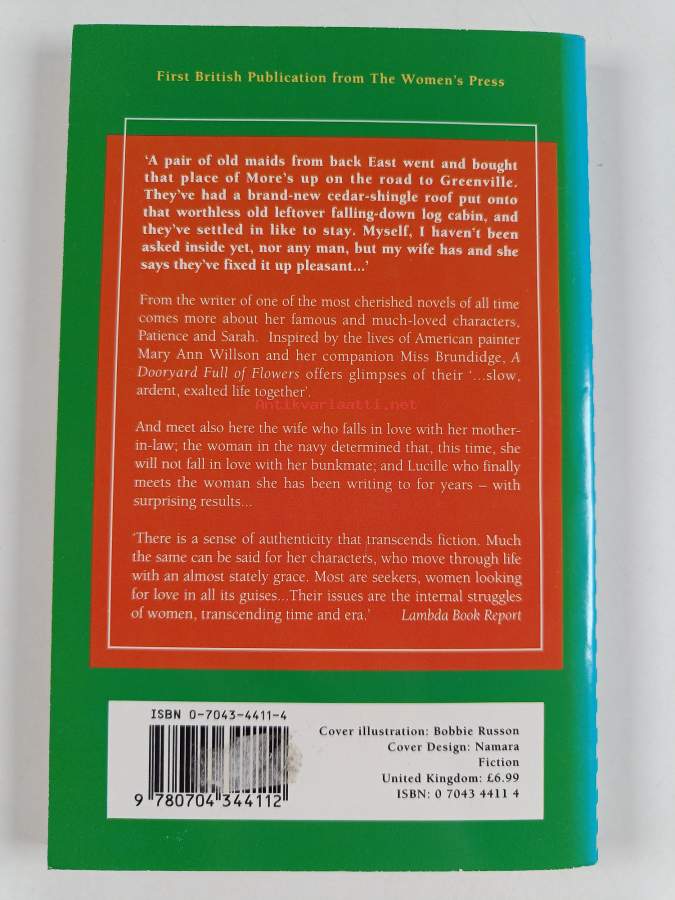 First British Publication from The Women's Press
'A pair of old maids from back East went and bought
that place of More's up on the road to Greenville.
They've had a brand-new cedar-shingle roof put onto
that worthless old leftover falling-down log cabin, and
they've settled in like to stay. Myself, I haven't been
asked inside yet, nor any man, but my wife has and she
says they've fixed it up pleasant...'
From the writer of one of the most cherished novels of all time
comes more about her famous and much-loved characters,
Patience and Sarah. Inspired by the lives of American painter
Mary Ann Willson and her companion Miss Brundidge, A
Dooryard Full of Flowers offers glimpses of their '...slow,
ardent, exalted life together'.
Antikvariaatti.net
And meet also here the wife who falls in love with her mother-
in-law; the woman in the navy determined that, this time, she
will not fall in love with her bunkmate; and Lucille who finally
meets the woman she has been writing to for years – with
surprising results...
'There is a sense of authenticity that transcends fiction. Much
the same can be said for her characters, who move through life
with an almost stately grace. Most are seekers, women looking
for love in all its guises...Their issues are the internal struggles
of women, transcending time and era.' Lambda Book Report
ISBN 0-7043-4411-4
9 780704 344112
Cover illustration: Bobbie Russon
Cover Design: Namara
Fiction
United Kingdom: £6.99
ISBN: 0 7043 4411 4